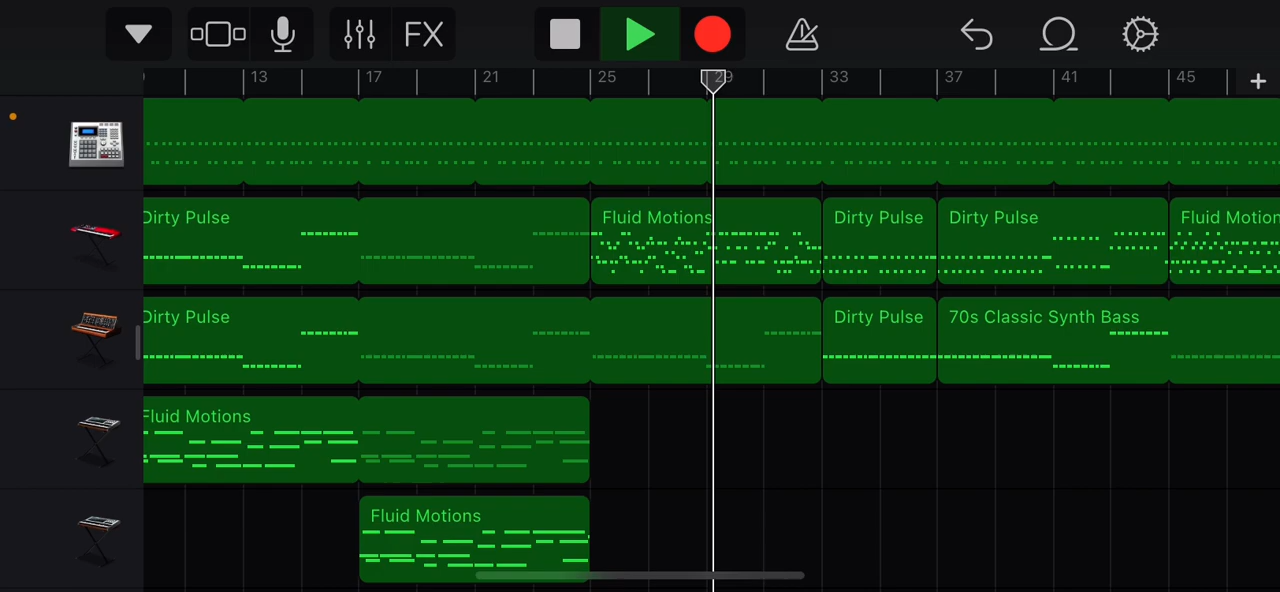 FX
13 17 21 25 29 33 37 41 45
Dirty Pulse Fluid Motions Dirty Pulse Dirty Pulse Fluid Motion
Dirty Pulse Dirty Pulse 70s Classic Synth Bass
Fluid Motions
Fluid Motions